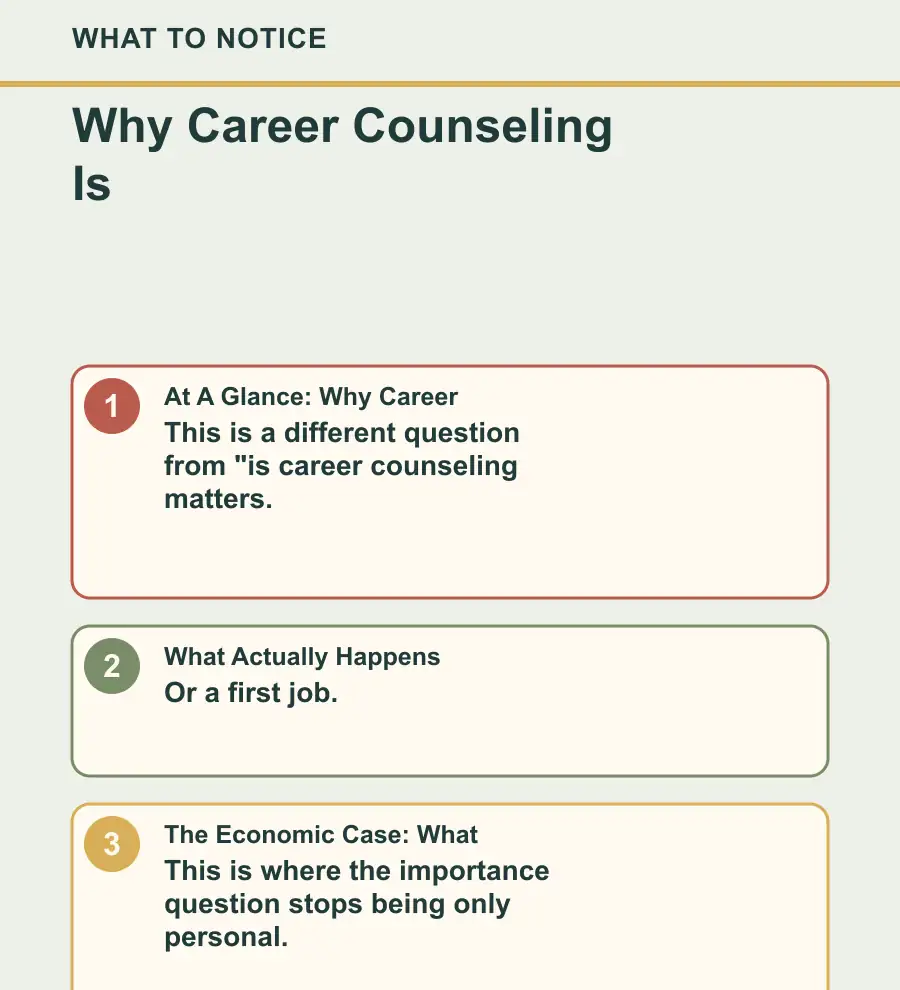 WHAT TO NOTICE
Why Career Counseling
Is
1
At A Glance: Why Career
This is a different question
from "is career counseling
matters.
2
What Actually Happens
Or a first job.
3
The Economic Case: What
This is where the importance
question stops being only
personal.